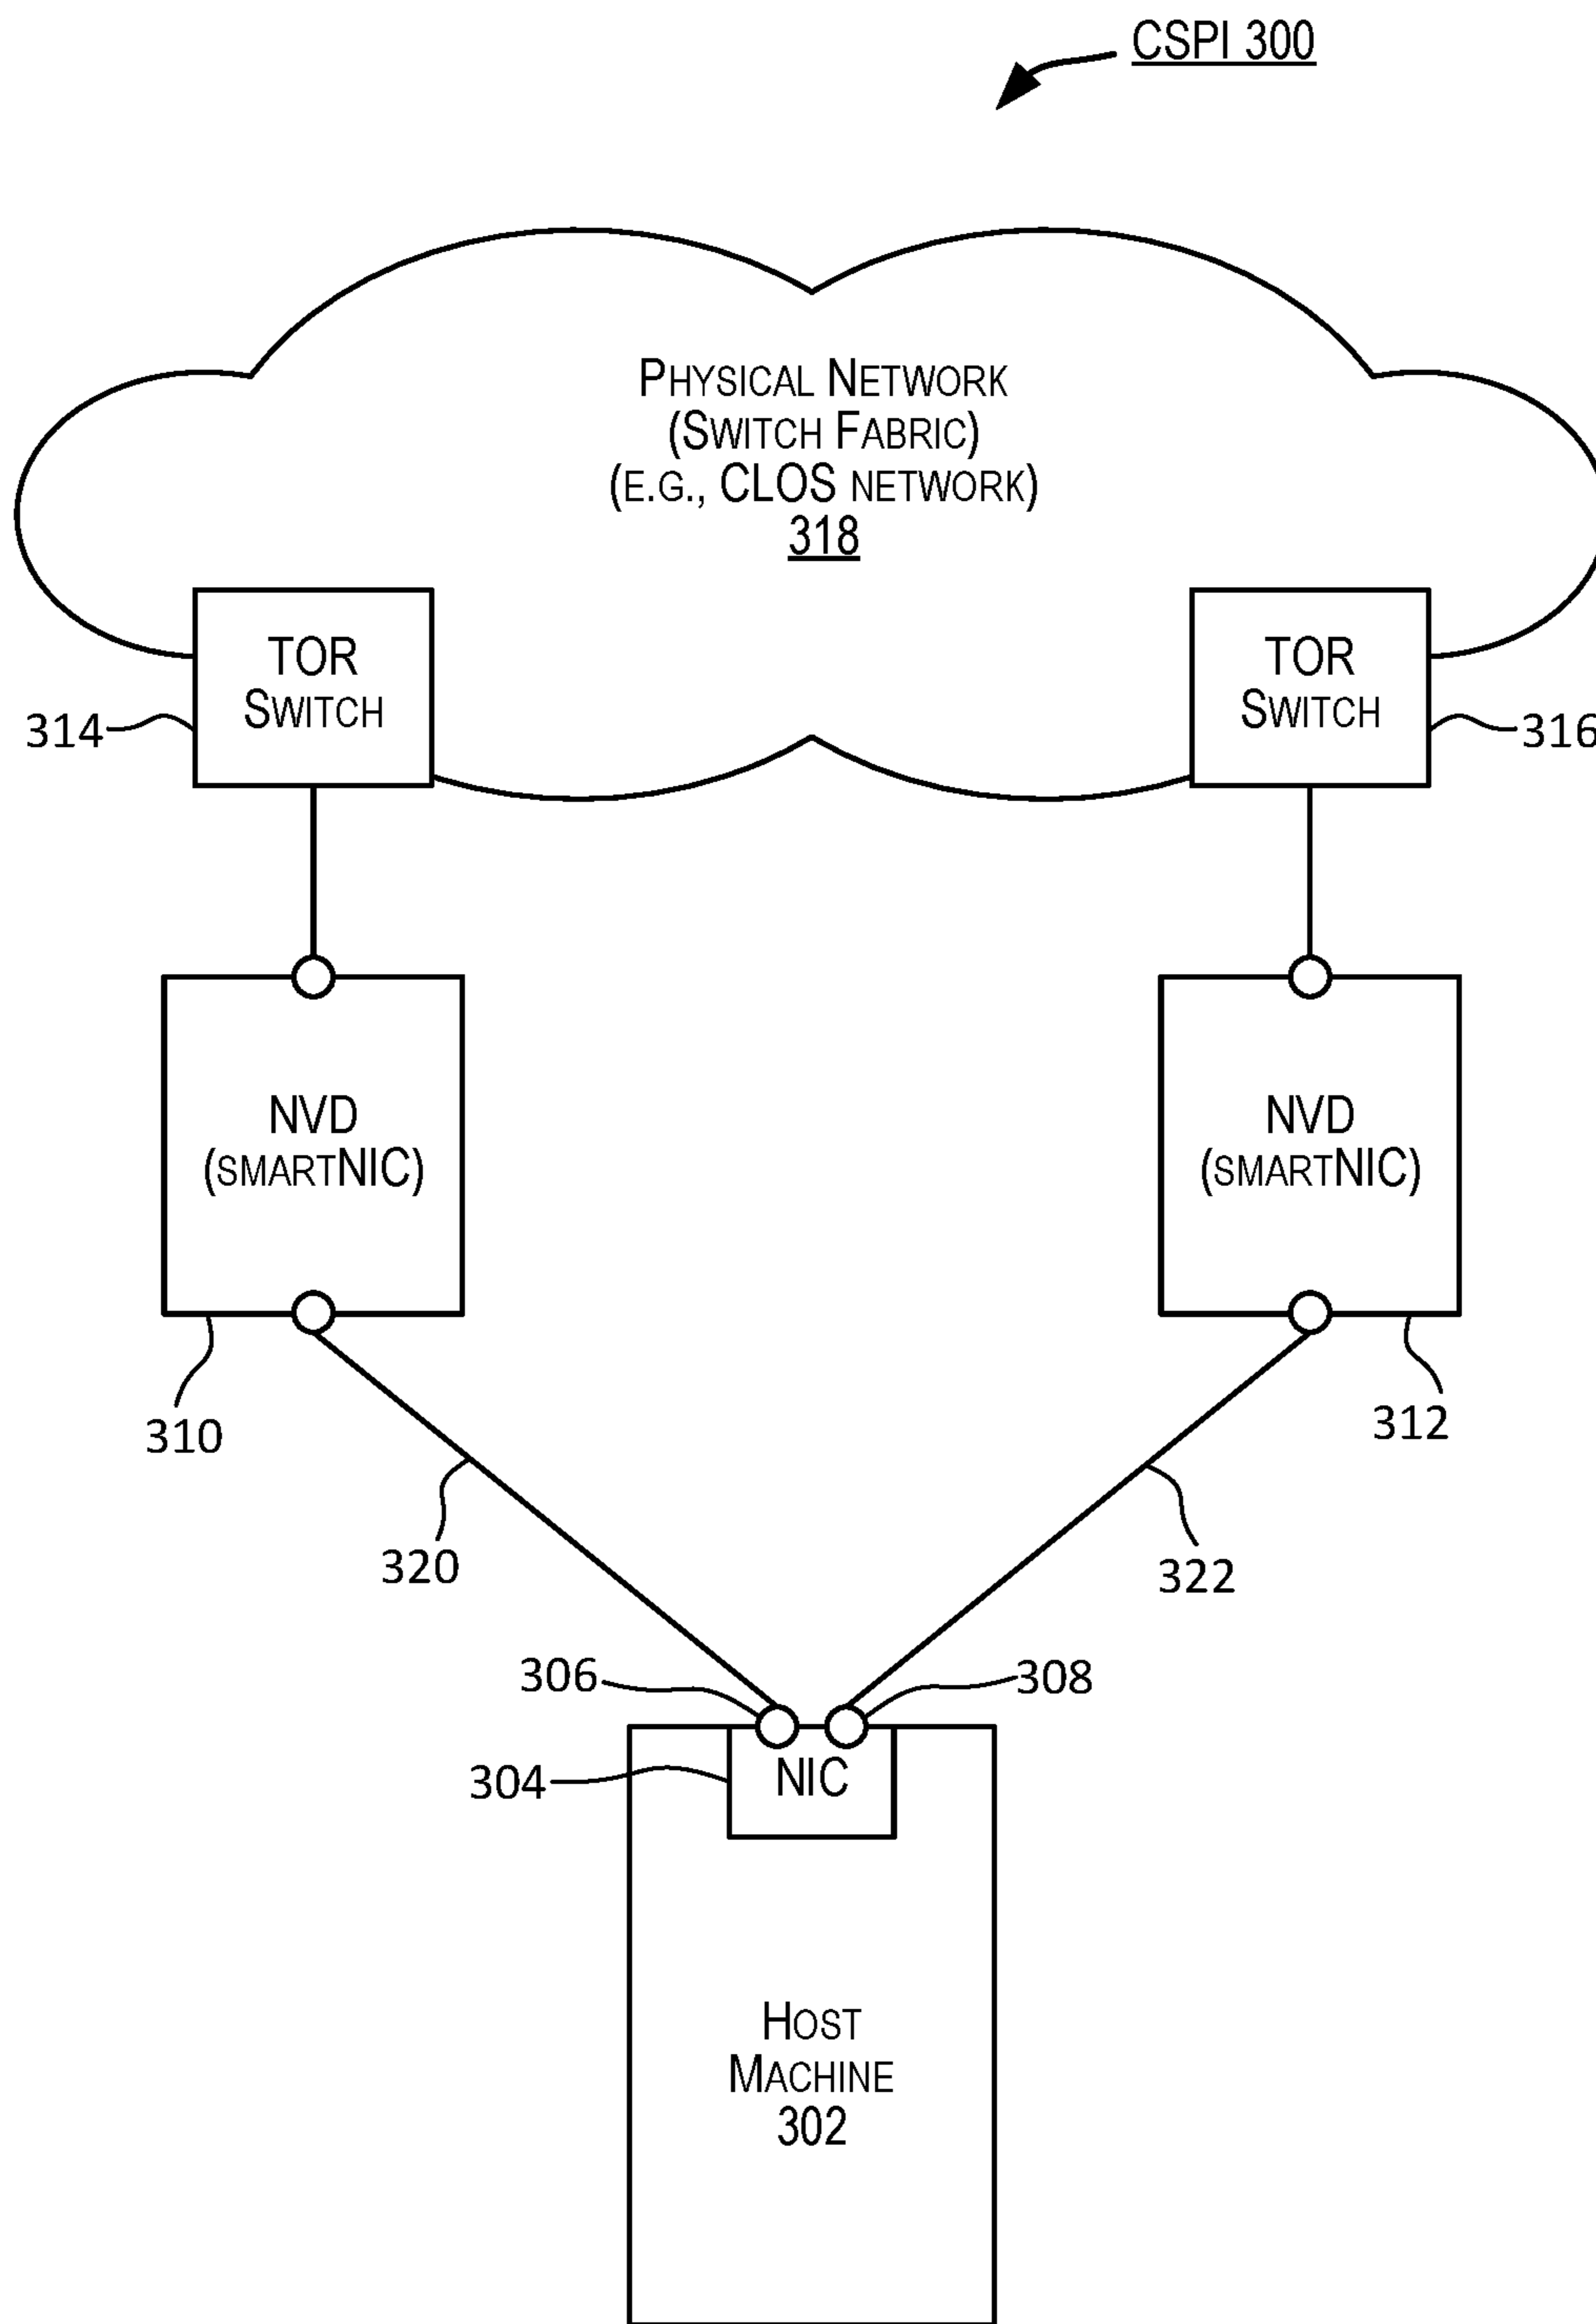 CSPI 300
PHYSICAL NETWORK
(SWITCH FABRIC)
(E.G., CLOS NETWORK)
318
TOR
SWITCH
314
TOR
SWITCH
316
NVD
(SMARTNIC)
310
NVD
(SMARTNIC)
312
320
322
306
308
304
NIC
HOST
MACHINE
302